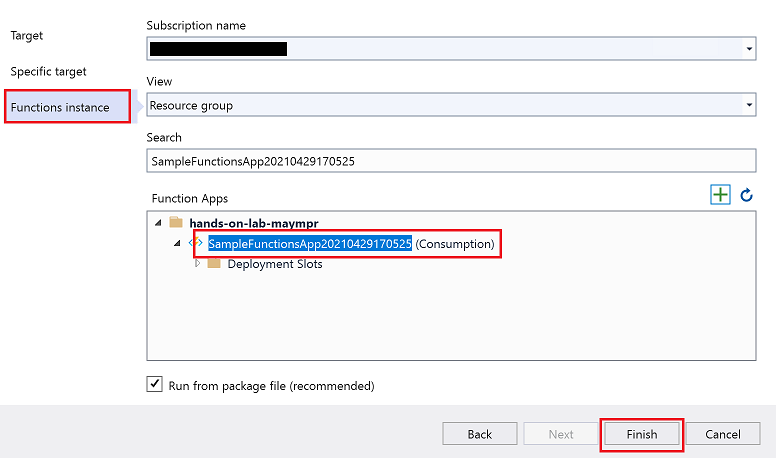 Target
Specific target
Functions instance
Subscription name
View
Resource group
Search
SampleFunctionsApp20210429170525
Function Apps
hands-on-lab-maympr
SampleFunctionsApp20210429170525 (Consumption)
Deployment Slots
Run from package file (recommended)
Back
Next
Finish
Cancel